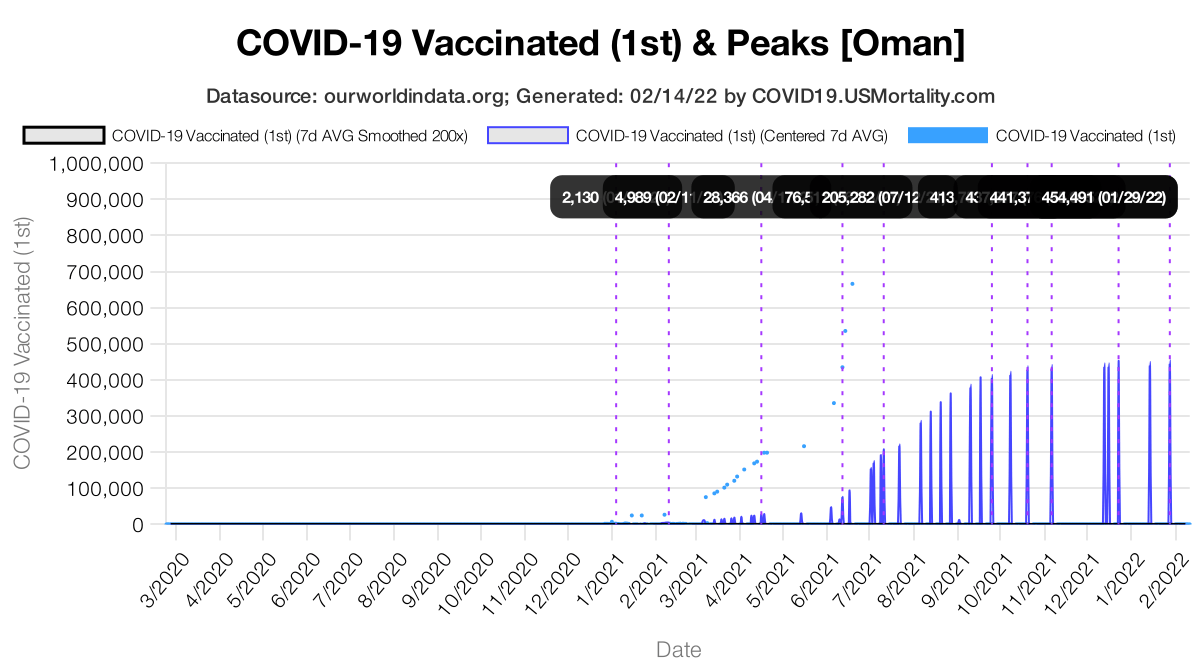 COVID-19 Vaccinated (1st) & Peaks [Oman]
Datasource: ourworldindata.org; Generated: 02/14/22 by COVID19.USMortality.com
COVID-19 Vaccinated (1st) (7d AVG Smoothed 200x) COVID-19 Vaccinated (1st) (Centered 7d AVG) COVID-19 Vaccinated (1st)
1,000,000
900,000
800,000
700,000
600,000
500,000
400,000
300,000
200,000
100,000
0
COVID-19 Vaccinated (1st)
2,130 4,989 (02/11 28,366 (04/ 76,5 205,282 (07/12 413, 43 441,37 454,491 (01/29/22)
3/2020 4/2020 5/2020 6/2020 7/2020 8/2020 9/2020 10/2020 11/2020 12/2020 1/2021 2/2021 3/2021 4/2021 5/2021 6/2021 7/2021 8/2021 9/2021 10/2021 11/2021 12/2021 1/2022 2/2022
Date